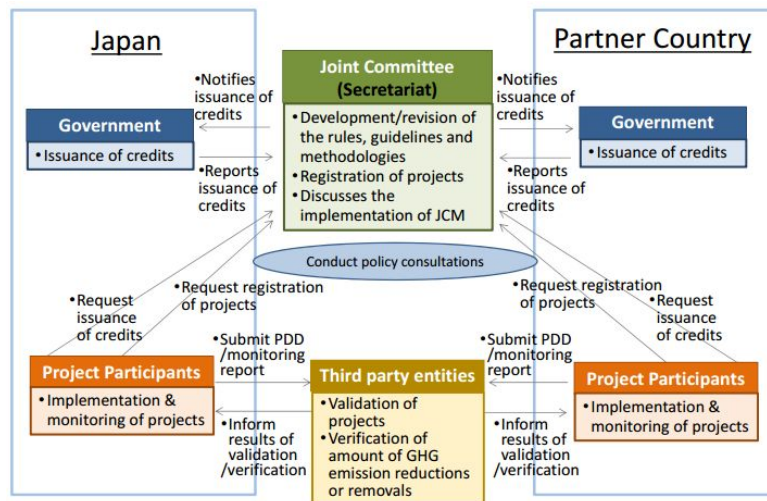 Japan
Partner Country
Joint Committee
(Secretariat)
•Development/revision of
the rules, guidelines and
methodologies
•Registration of projects
•Discusses the
implementation of JCM
•Notifies
issuance of
credits
•Notifies
issuance of
credits
Government
•Issuance of credits
Government
•Issuance of credits
•Reports
issuance of
credits
•Reports
issuance of
credits
Conduct policy consultations
•Request
issuance
of credits
•Request registration
of projects
•Request registration
of projects
•Request
issuance
of credits
•Submit PDD
/monitoring
report
•Submit PDD
/monitoring
report
Project Participants
•Implementation &
monitoring of projects
Third party entities
•Validation of
projects
•Verification of
amount of GHG
emission reductions
or removals
Project Participants
•Implementation &
monitoring of projects
•Inform
results of
validation
/verification
•Inform
results of
validation
/verification